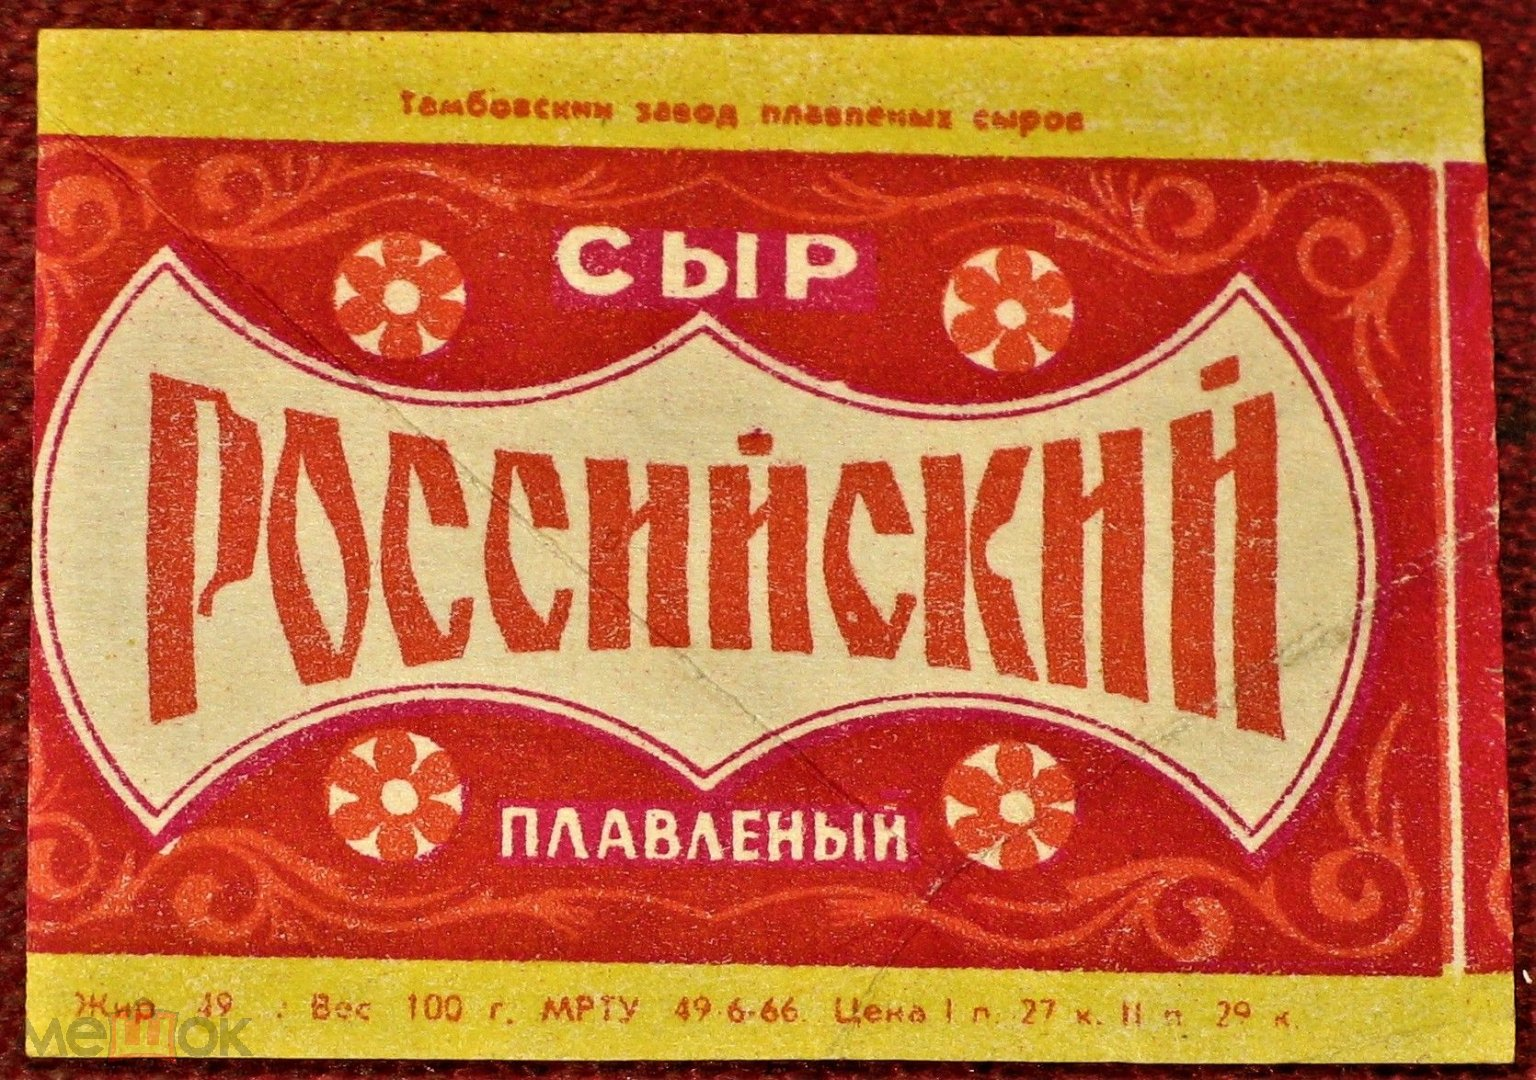 Тамбовский завод плавленых сыров
СЫР
РОССИЙСКИЙ
ПЛАВЛЕНЫЙ
Жир 49 : Вес 100 г. МРТУ 49-6-66. Цена I п. 27 к. II п. 29 к.
мешок